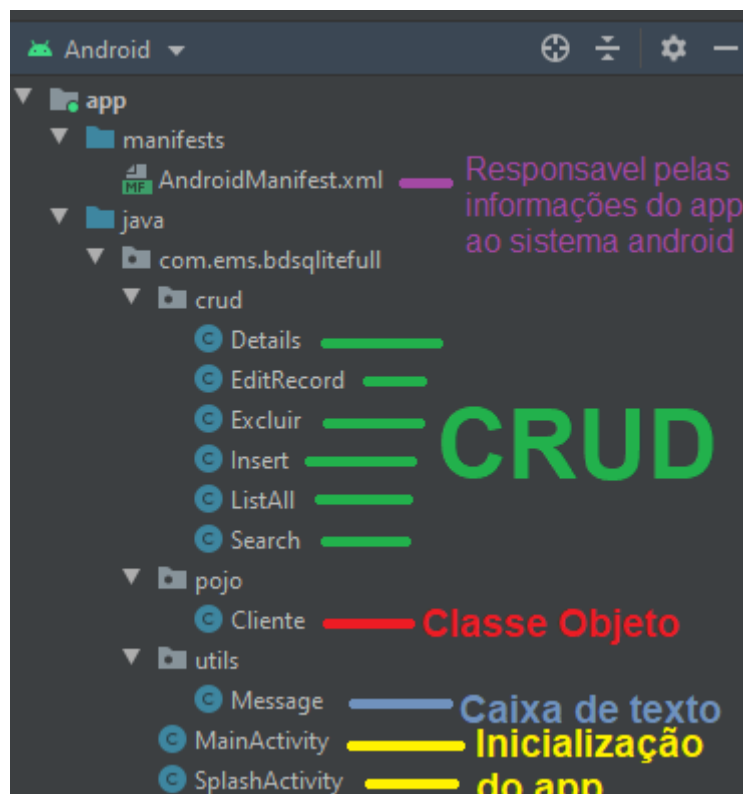 Android
app
manifests
MF AndroidManifest.xml
Responsavel pelas
informações do app
ao sistema android
java
com.ems.bdsqlitefull
crud
C Details
C EditRecord
C Excluir
C Insert
C ListAll
C Search
CRUD
pojo
C Cliente Classe Objeto
utils
C Message Caixa de texto
C MainActivity Inicialização
C SplashActivity do app